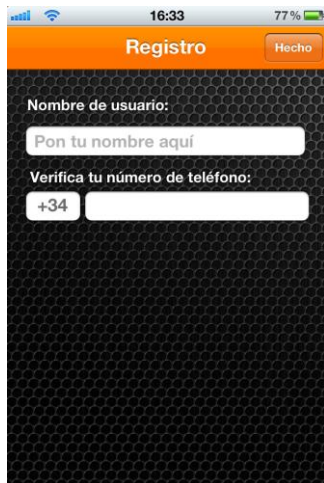 16:33 77%
Registro Hecho
Nombre de usuario:
Pon tu nombre aquí
Verifica tu número de teléfono:
+34